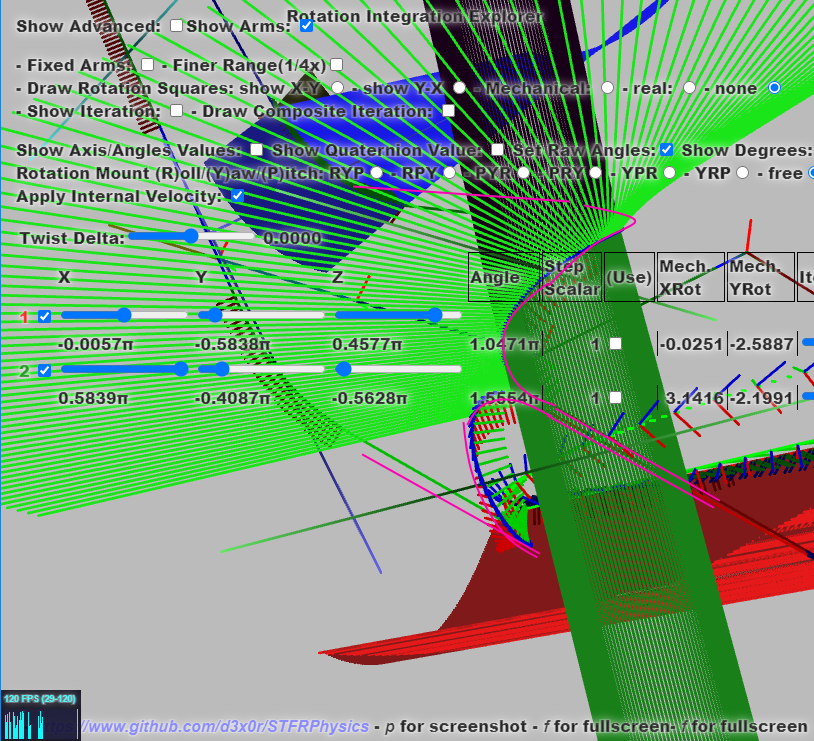 Rotation Integration Explorer
Show Advanced: Show Arms:
- Fixed Arms: - Finer Range(1/4x)
- Draw Rotation Squares: show X-Y - show Y-X - Mechanical: - real: - none
- Show Iteration: - Draw Composite Iteration:
Show Axis/Angles Values: Show Quaternion Value: Set Raw Angles: Show Degrees:
Rotation Mount (R)oll/(Y)aw/(P)itch: RYP - RPY - PYR - PRY - YPR - YRP - free
Apply Internal Velocity:
Twist Delta: 0.0000
X Y Z Angle Step Scalar (Use) Mech. XRot Mech. YRot
1
-0.0057π -0.5838π 0.4577π 1.0471π 1 -0.0251 -2.5887
2
0.5839π -0.4087π -0.5628π 1.5554π 1 3.1416 -2.1991
120 FPS (29-120)
//www.github.com/d3x0r/STFRPhysics - p for screenshot - f for fullscreen- f for fullscreen